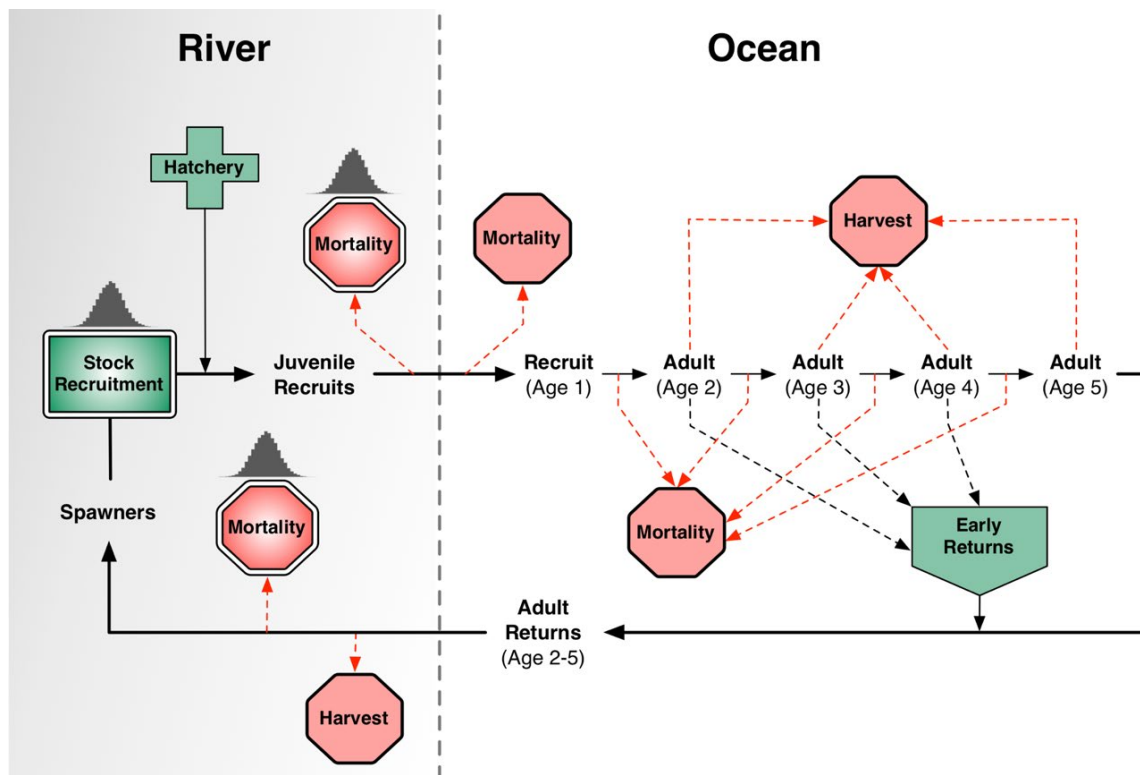 River
Ocean
Hatchery
Mortality
Mortality
Harvest
Stock
Recruitment
Juvenile
Recruits
Recruit
(Age 1)
Adult
(Age 2)
Adult
(Age 3)
Adult
(Age 4)
Adult
(Age 5)
Spawners
Mortality
Mortality
Early
Returns
Adult
Returns
(Age 2-5)
Harvest